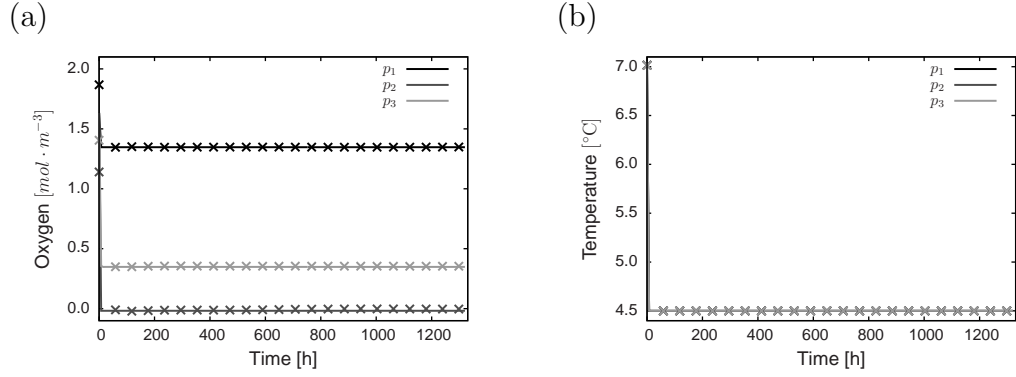 (a)
Oxygen [mol · m⁻³]
2.0
1.5
1.0
0.5
0.0
0 200 400 600 800 1000 1200
Time [h]
p₁
p₂
p₃
(b)
Temperature [°C]
7.0
6.5
6.0
5.5
5.0
4.5
0 200 400 600 800 1000 1200
Time [h]
p₁
p₂
p₃